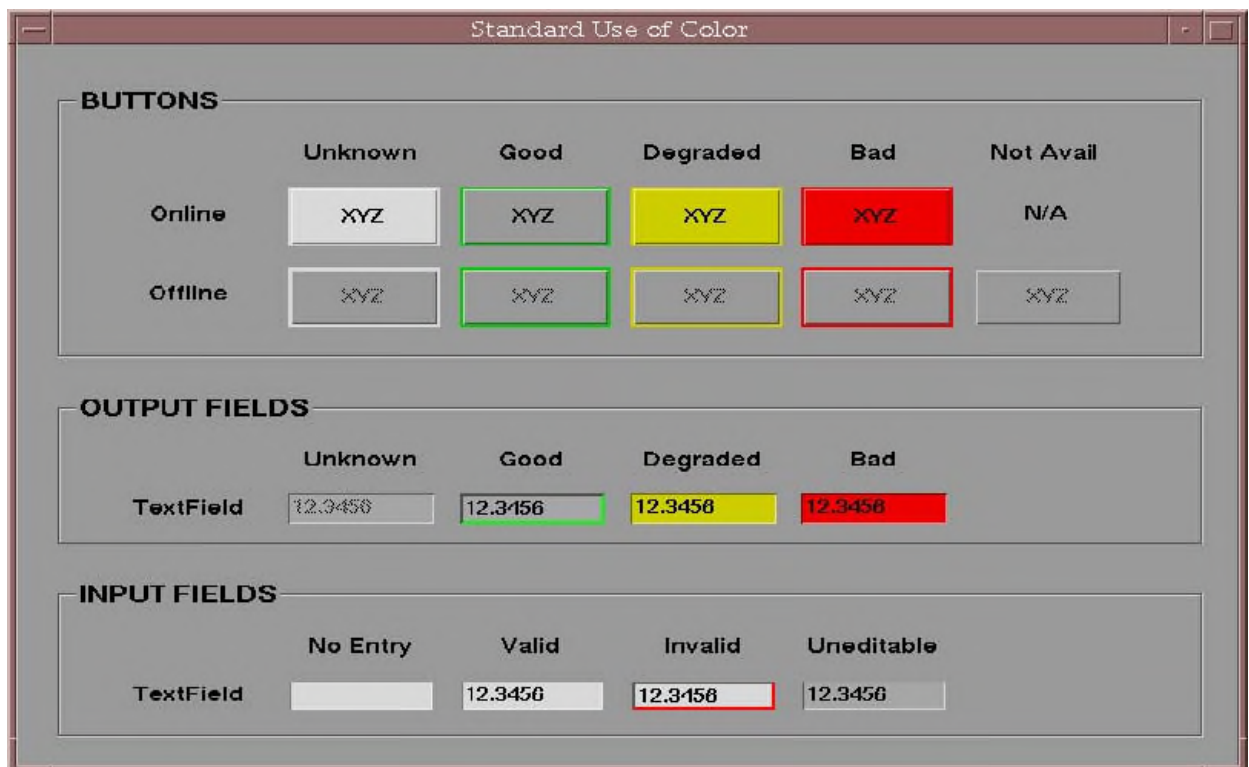 Standard Use of Color
BUTTONS
Unknown Good Degraded Bad Not Avail
Online XYZ XYZ XYZ XYZ N/A
Offline XYZ XYZ XYZ XYZ XYZ
OUTPUT FIELDS
Unknown Good Degraded Bad
TextField 12.3456 12.3456 12.3456 12.3456
INPUT FIELDS
No Entry Valid Invalid Uneditable
TextField 12.3456 12.3456 12.3456